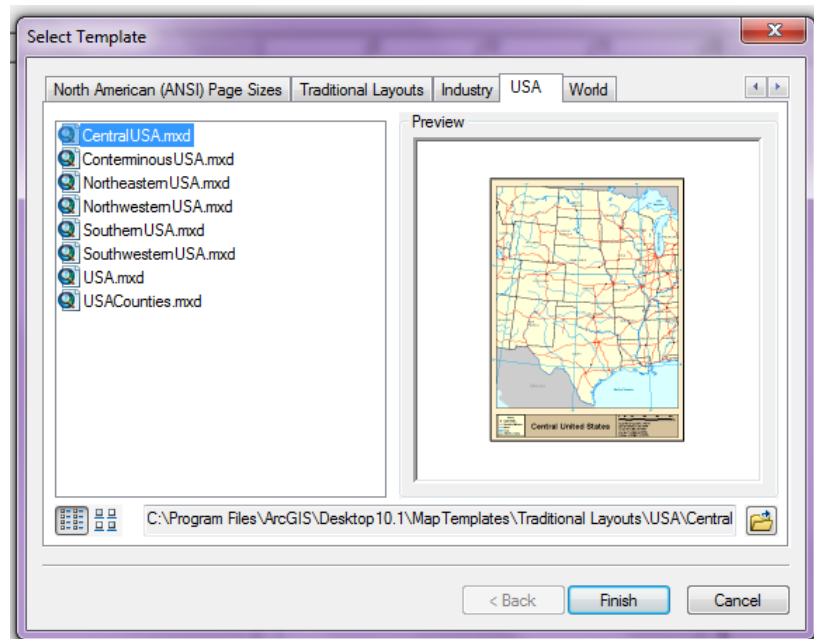 Select Template
North American (ANSI) Page Sizes Traditional Layouts Industry USA World
Preview
CentralUSA.mxd
ConterminousUSA.mxd
NortheasternUSA.mxd
NorthwesternUSA.mxd
SouthernUSA.mxd
SouthwesternUSA.mxd
USA.mxd
USACounties.mxd
Central United States
C:\Program Files\ArcGIS\Desktop10.1\MapTemplates\Traditional Layouts\USA\Central
< Back Finish Cancel